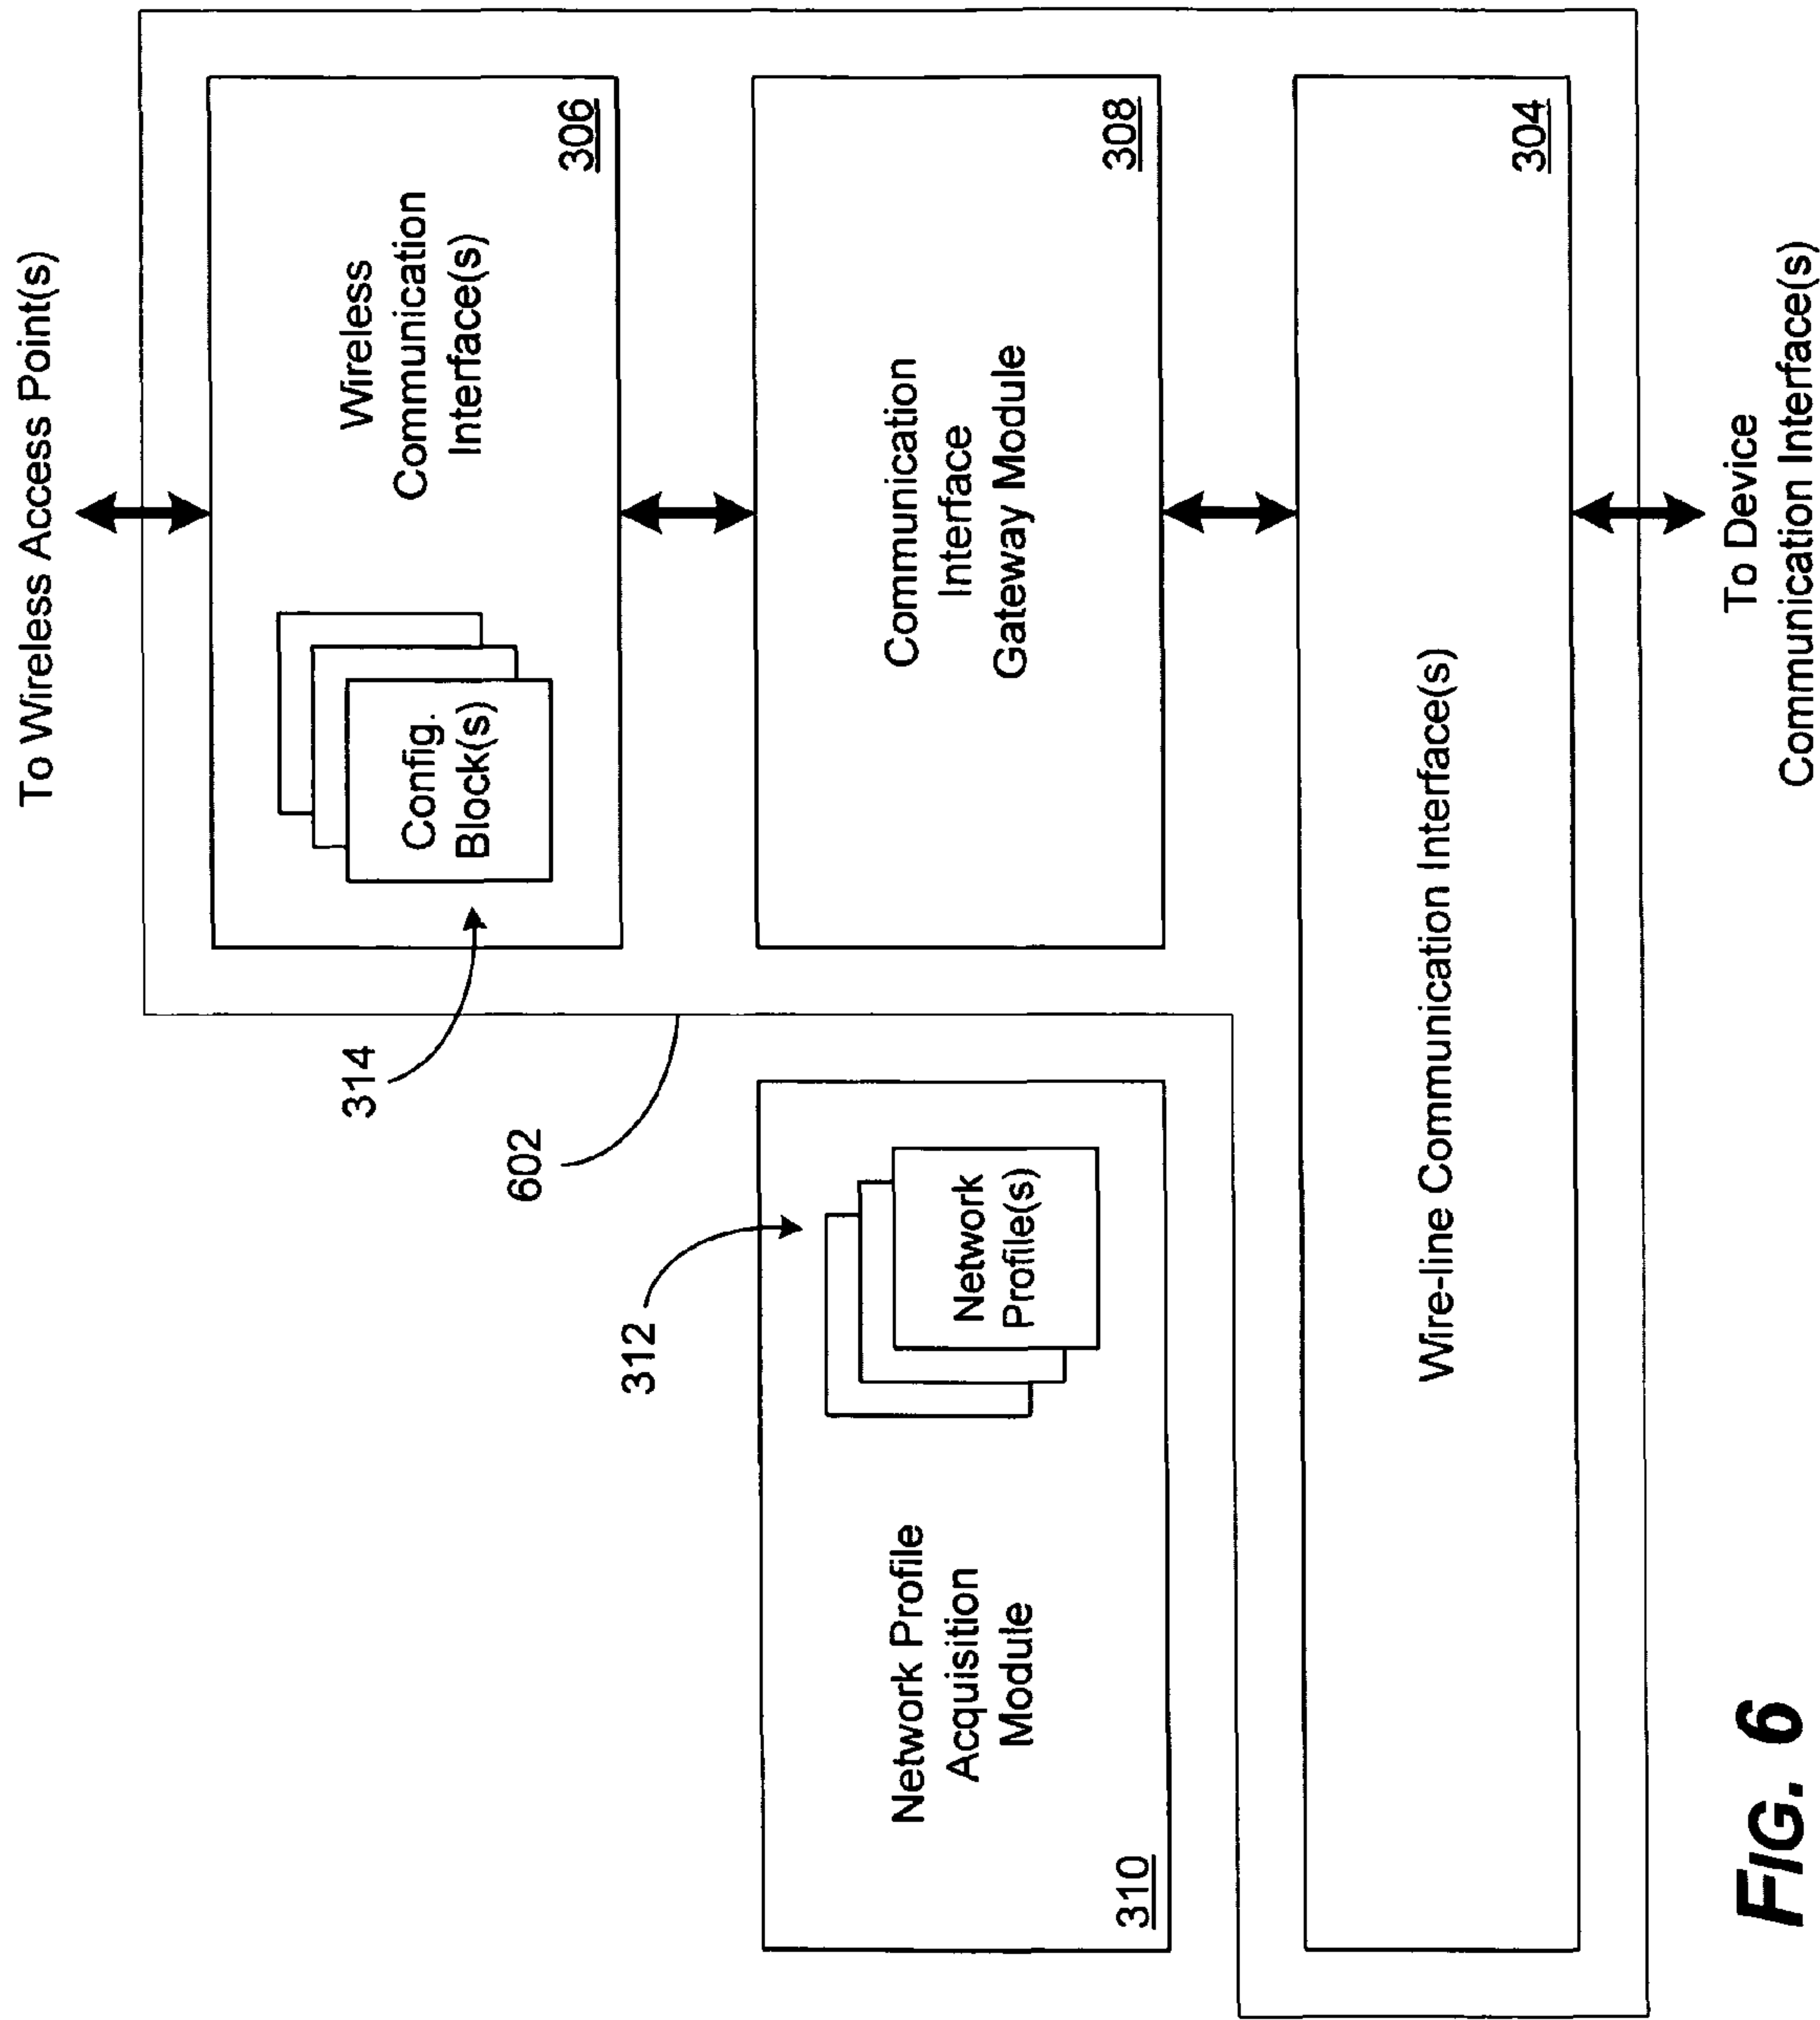 To Wireless Access Point(s)
Wireless
Communication
Interface(s)
306
Config.
Block(s)
314
602
312
Network Profile
Acquisition
Module
310
Network
Profile(s)
Communication
Interface
Gateway Module
308
Wire-line Communication Interface(s)
304
To Device
Communication Interface(s)
FIG. 6